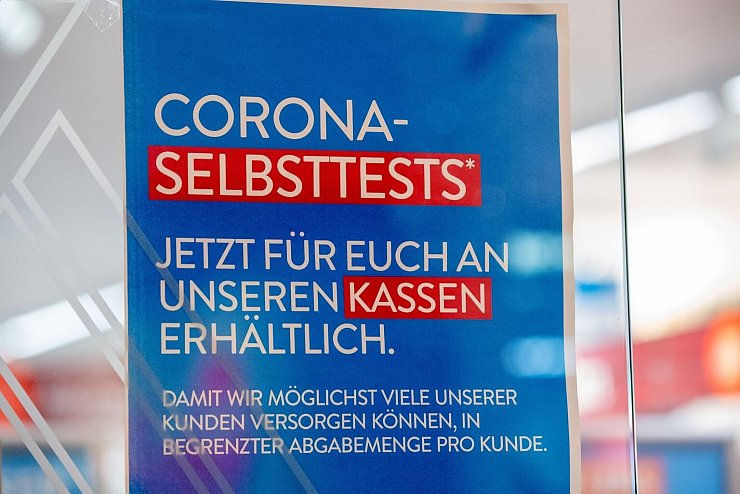 CORONA-
SELBSTTESTS*
JETZT FÜR EUCH AN
UNSEREN KASSEN
ERHÄLTLICH.
DAMIT WIR MÖGLICHST VIELE UNSERER
KUNDEN VERSORGEN KÖNNEN, IN
BEGRENZTER ABGABEMENGE PRO KUNDE.